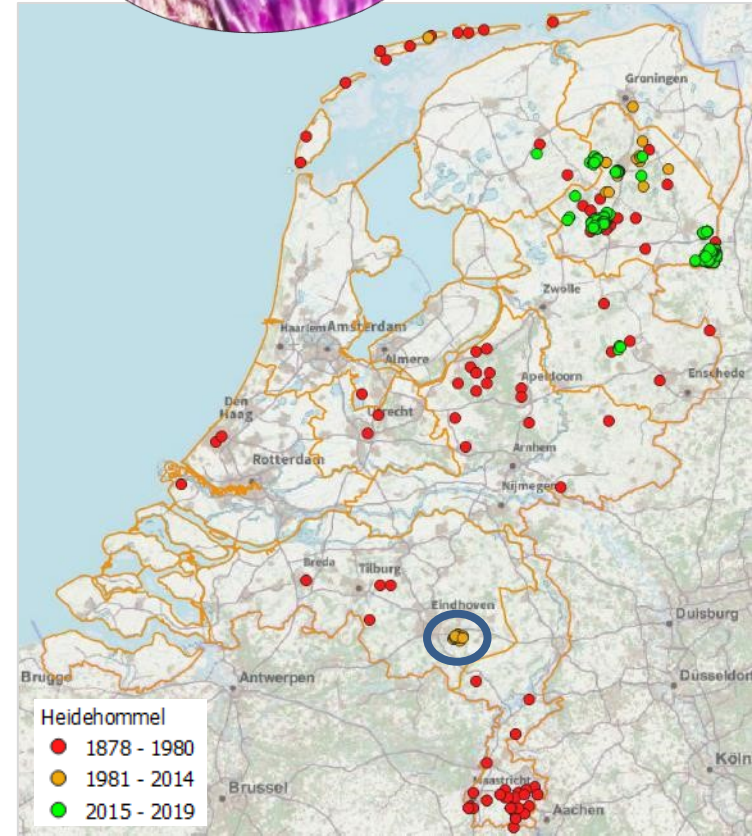 Groningen
Zwolle
Haarlem Amsterdam
Almere
Apeldoorn
Enschede
Den
Haag
Utrecht
Rotterdam
Arnhem
Nijmegen
Breda
Tilburg
Eindhoven
Duisburg
Brugge
Antwerpen
Düsseldorf
Heidehommel
1878 - 1980
1981 - 2014
2015 - 2019
Brussel
Maastricht
Köln
Aachen